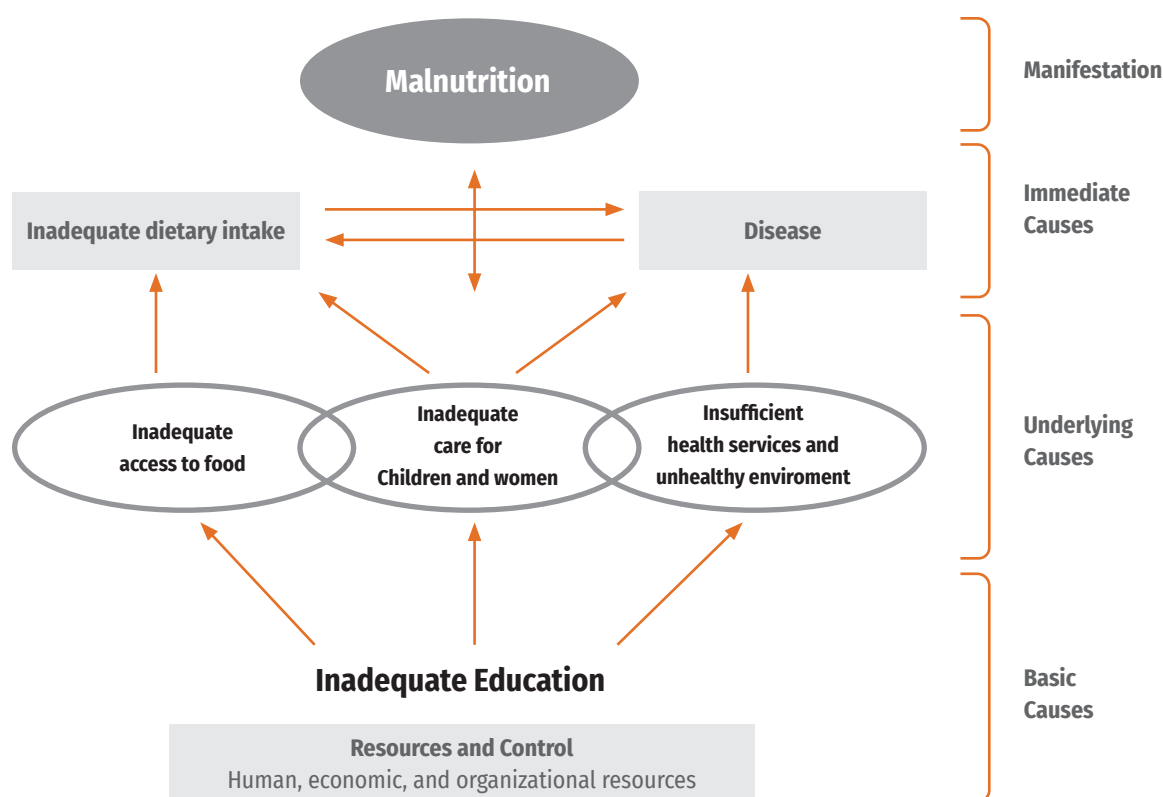 Malnutrition
Manifestation
Inadequate dietary intake
Disease
Immediate
Causes
Inadequate
access to food
Inadequate
care for
Children and women
Insufficient
health services and
unhealthy enviroment
Underlying
Causes
Inadequate Education
Basic
Causes
Resources and Control
Human, economic, and organizational resources